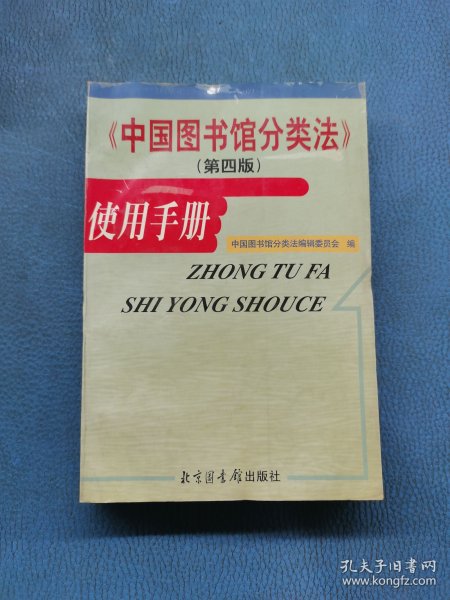 《中国图书馆分类法》
（第四版）
使用手册
中国图书馆分类法编辑委员会 编
ZHONG TU FA
SHI YONG SHOUCE
北京图书馆出版社
孔夫子旧书网
www.kongfz.com